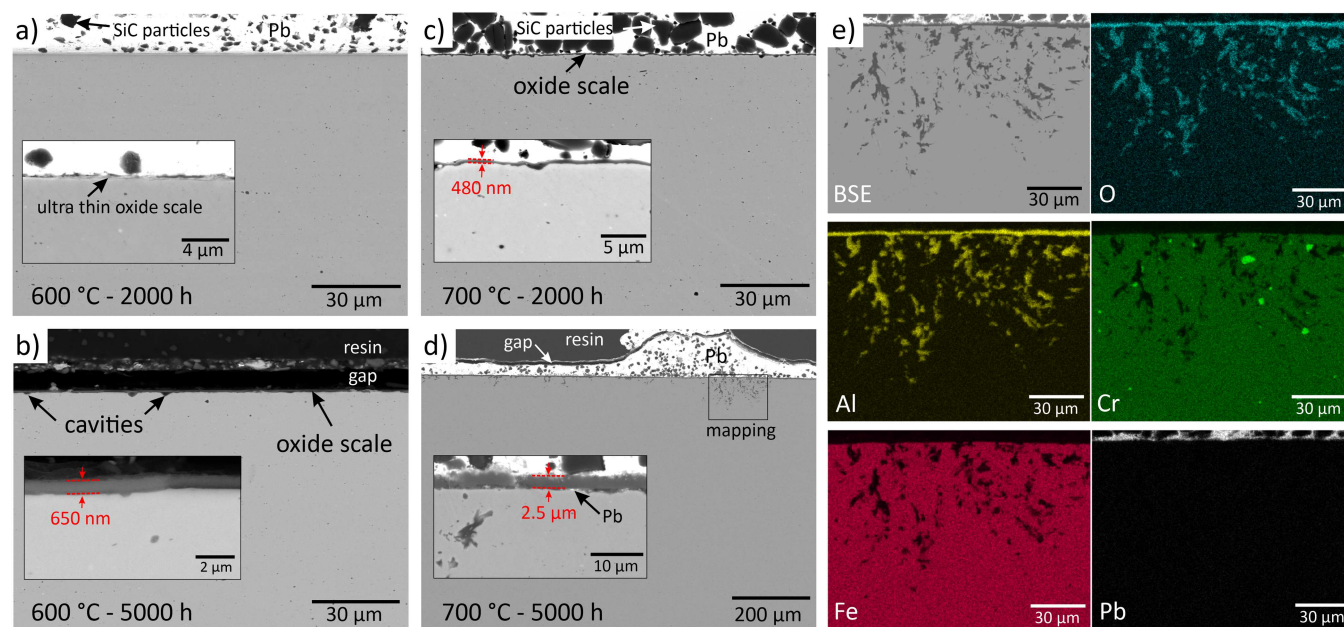 a)
SiC particles
Pb
ultra thin oxide scale
4 µm
600 °C - 2000 h
30 µm
b)
resin
gap
cavities
oxide scale
650 nm
2 µm
600 °C - 5000 h
30 µm
c)
SiC particles
Pb
oxide scale
480 nm
5 µm
700 °C - 2000 h
30 µm
d)
gap
resin
Pb
mapping
2.5 µm
Pb
10 µm
700 °C - 5000 h
200 µm
e)
BSE
30 µm
O
30 µm
Al
30 µm
Cr
30 µm
Fe
30 µm
Pb
30 µm